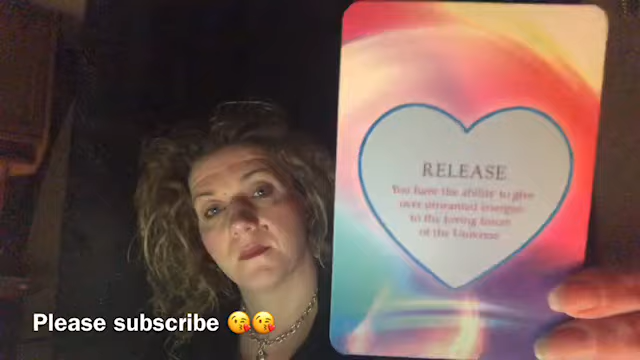 RELEASE
You have the ability to give
over unwanted energies
to the loving forces
of the Universe
Please subscribe 😘😘